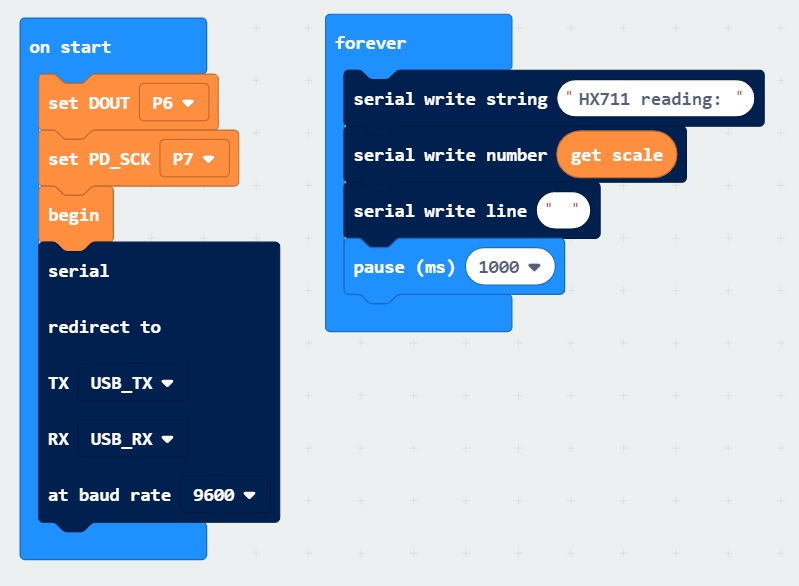 on start
set DOUT P6
set PD_SCK P7
begin
serial
redirect to
TX USB_TX
RX USB_RX
at baud rate 9600
forever
serial write string "HX711 reading: "
serial write number get scale
serial write line " "
pause (ms) 1000